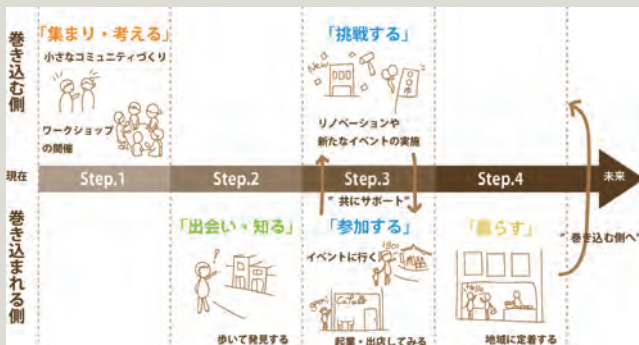 巻き込む側
「集まり・考える」
小さなコミュニティづくり
ワークショップ
の開催
「挑戦する」
New
リノベーションや
新たなイベントの実施
現在
Step.1
Step.2
Step.3
Step.4
未来
巻き込まれる側
「出会い・知る」
歩いて発見する
"共にサポート"
「参加する」
イベントに行く
Cafe
起業・出店してみる
「暮らす」
Hello
地域に定着する
"巻き込む側へ"